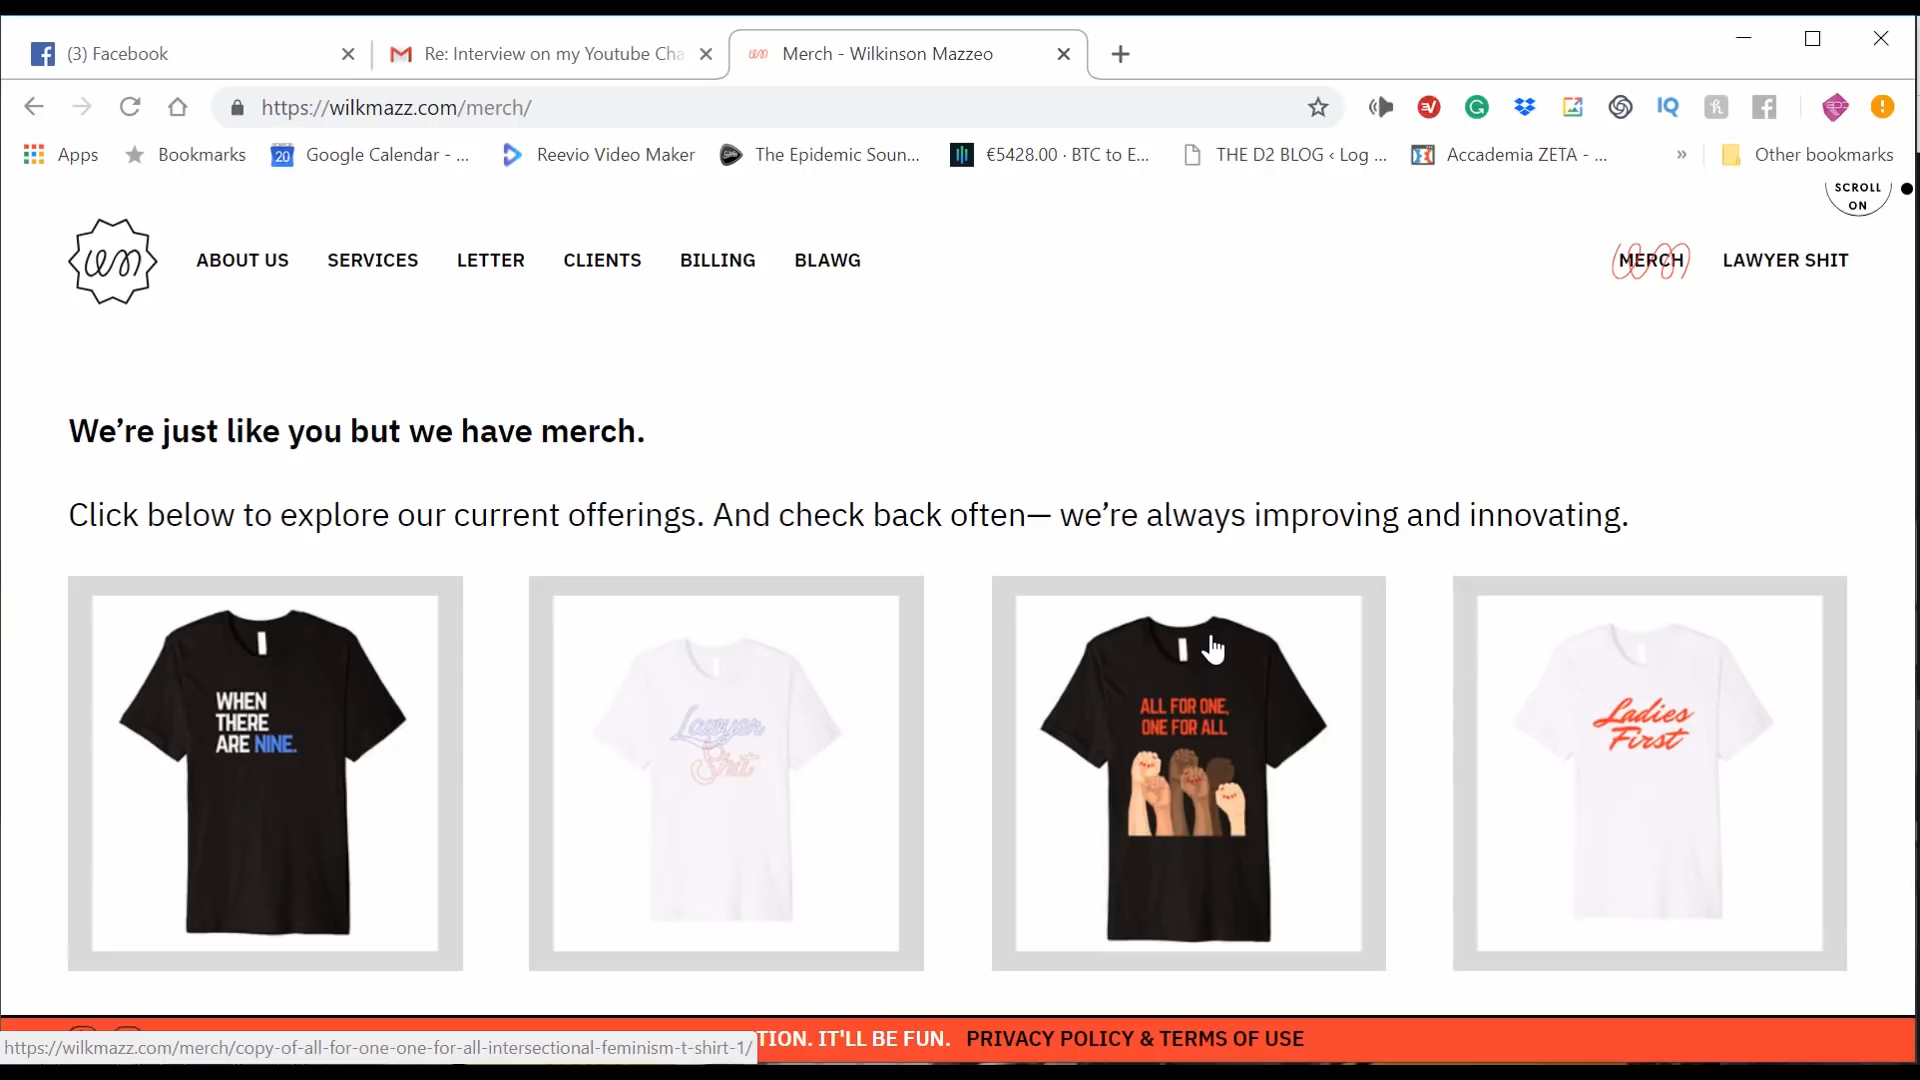 (3) Facebook
Re: Interview on my Youtube Cha
Merch - Wilkinson Mazzeo
https://wilkmazz.com/merch/
Apps
Bookmarks
20
Google Calendar - ...
Reevio Video Maker
The Epidemic Soun...
€5428.00 · BTC to E...
THE D2 BLOG ‹ Log ...
Accademia ZETA - ...
»
Other bookmarks
SCROLL
ON
ABOUT US
SERVICES
LETTER
CLIENTS
BILLING
BLAWG
MERCH
LAWYER SHIT
We’re just like you but we have merch.
Click below to explore our current offerings. And check back often— we’re always improving and innovating.
WHEN
THERE
ARE NINE.
Lawyer
Shit
ALL FOR ONE,
ONE FOR ALL
Ladies
First
IT'LL BE FUN.
PRIVACY POLICY & TERMS OF USE
https://wilkmazz.com/merch/copy-of-all-for-one-one-for-all-intersectional-feminism-t-shirt-1/